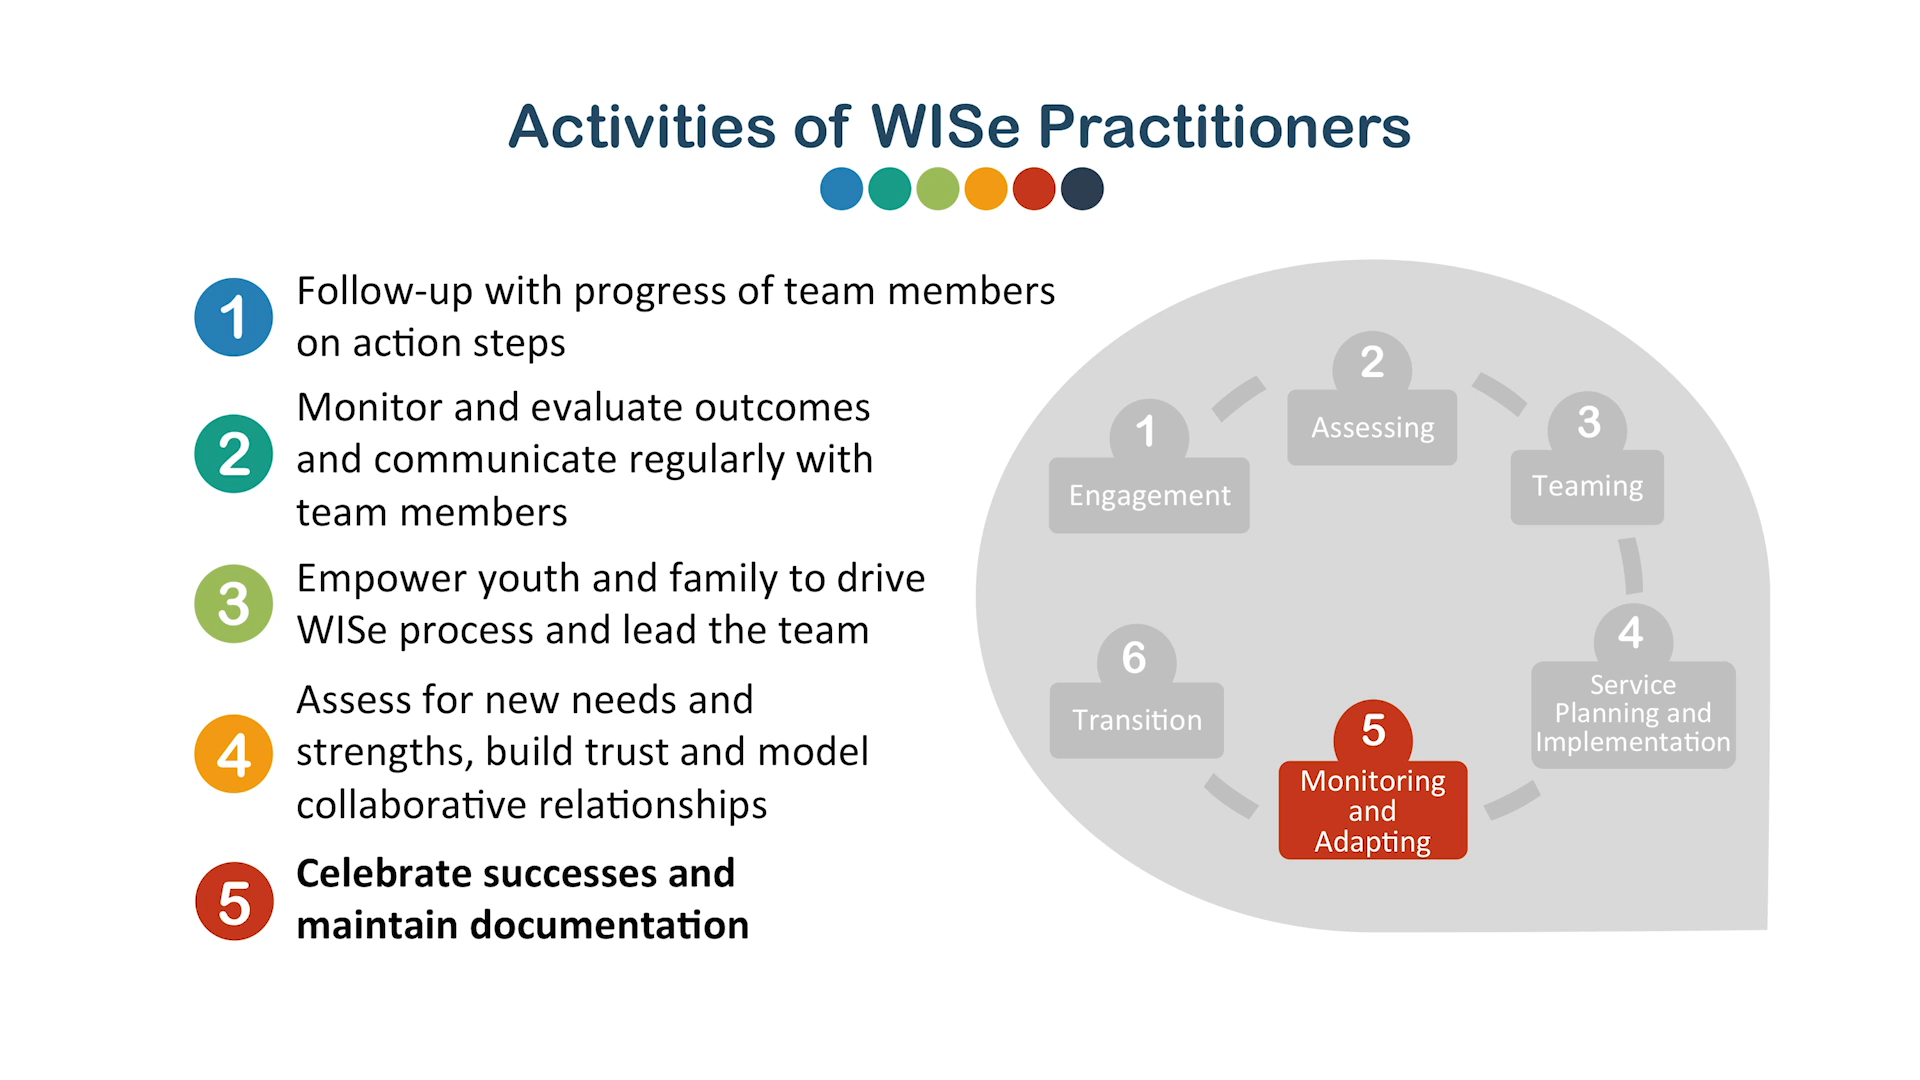 Activities of WISe Practitioners
1
Follow-up with progress of team members
on action steps
2
Monitor and evaluate outcomes
and communicate regularly with
team members
3
Empower youth and family to drive
WISe process and lead the team
4
Assess for new needs and
strengths, build trust and model
collaborative relationships
5
Celebrate successes and
maintain documentation
1
Engagement
2
Assessing
3
Teaming
4
Service
Planning and
Implementation
5
Monitoring
and
Adapting
6
Transition